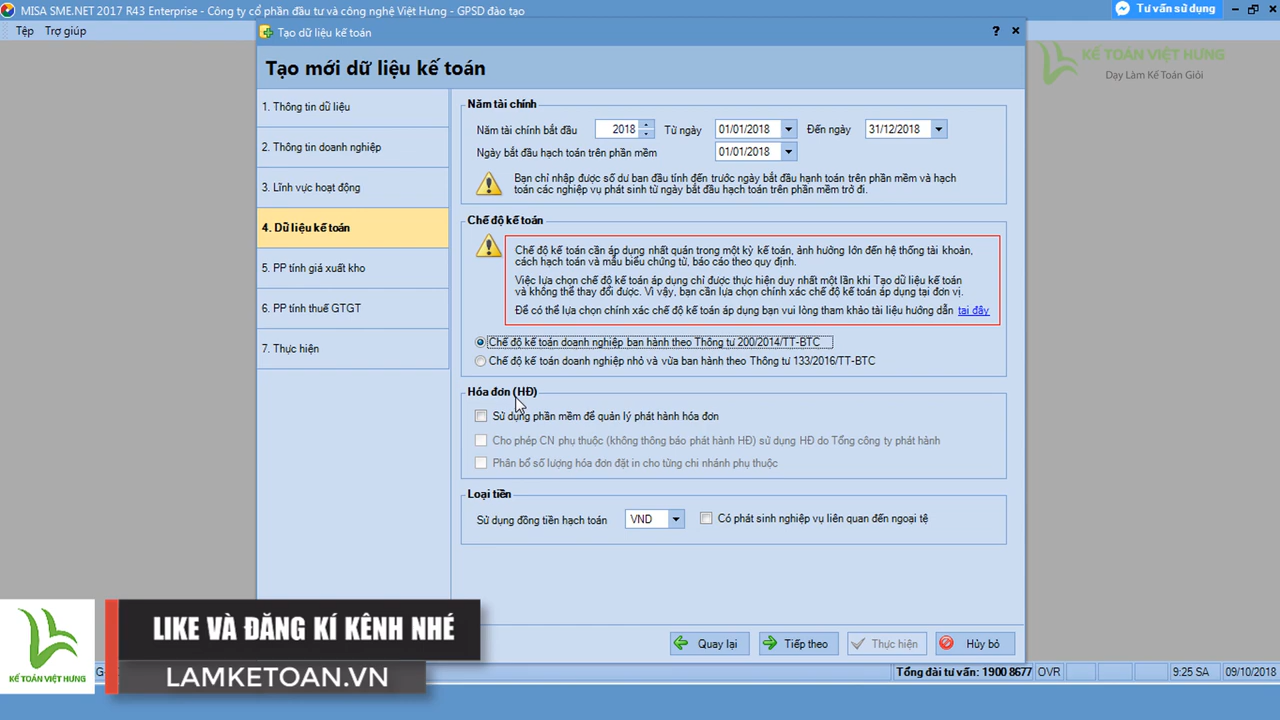 MISA SME.NET 2017 R43 Enterprise - Công ty cổ phần đầu tư và công nghệ Việt Hưng - GPSD đào tạo
Tư vấn sử dụng
Tệp Trợ giúp
Tạo dữ liệu kế toán
KẾ TOÁN VIỆT HƯNG
Dạy Làm Kế Toán Giỏi
Tạo mới dữ liệu kế toán
1. Thông tin dữ liệu
2. Thông tin doanh nghiệp
3. Lĩnh vực hoạt động
4. Dữ liệu kế toán
5. PP tính giá xuất kho
6. PP tính thuế GTGT
7. Thực hiện
Năm tài chính
Năm tài chính bắt đầu 2018 Từ ngày 01/01/2018 Đến ngày 31/12/2018
Ngày bắt đầu hạch toán trên phần mềm 01/01/2018
Bạn chỉ nhập được số dư ban đầu tính đến trước ngày bắt đầu hạnh toán trên phần mềm và hạch
toán các nghiệp vụ phát sinh từ ngày bắt đầu hạch toán trên phần mềm trở đi.
Chế độ kế toán
Chế độ kế toán cần áp dụng nhất quán trong một kỳ kế toán, ảnh hưởng lớn đến hệ thống tài khoản,
cách hạch toán và mẫu biểu chứng từ, báo cáo theo quy định.
Việc lựa chọn chế độ kế toán áp dụng chỉ được thực hiện duy nhất một lần khi Tạo dữ liệu kế toán
và không thể thay đổi được. Vì vậy, bạn cần lựa chọn chính xác chế độ kế toán áp dụng tại đơn vị.
Để có thể lựa chọn chính xác chế độ kế toán áp dụng bạn vui lòng tham khảo tài liệu hướng dẫn tại đây
Chế độ kế toán doanh nghiệp ban hành theo Thông tư 200/2014/TT-BTC
Chế độ kế toán doanh nghiệp nhỏ và vừa ban hành theo Thông tư 133/2016/TT-BTC
Hóa đơn (HĐ)
Sử dụng phần mềm để quản lý phát hành hóa đơn
Cho phép CN phụ thuộc (không thông báo phát hành HĐ) sử dụng HĐ do Tổng công ty phát hành
Phân bổ số lượng hóa đơn đặt in cho từng chi nhánh phụ thuộc
Loại tiền
Sử dụng đồng tiền hạch toán VND Có phát sinh nghiệp vụ liên quan đến ngoại tệ
Quay lại Tiếp theo Thực hiện Hủy bỏ
LIKE VÀ ĐĂNG KÍ KÊNH NHÉ
LAMKETOAN.VN
KẾ TOÁN VIỆT HƯNG
Tổng đài tư vấn: 1900 8677 OVR 9:25 SA 09/10/2018